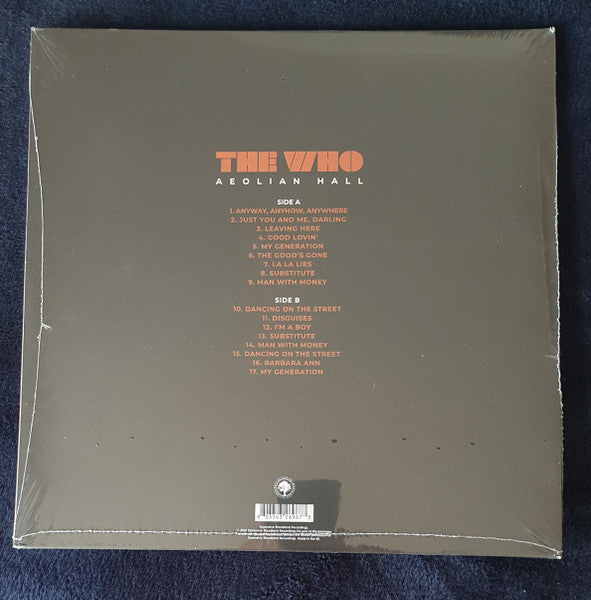 THE WHO
AEOLIAN HALL
SIDE A
1. ANYWAY, ANYHOW, ANYWHERE
2. JUST YOU AND ME, DARLING
3. LEAVING HERE
4. GOOD LOVIN'
5. MY GENERATION
6. THE GOOD'S GONE
7. LA LA LIES
8. SUBSTITUTE
9. MAN WITH MONEY
SIDE B
10. DANCING ON THE STREET
11. DISGUISES
12. I'M A BOY
13. SUBSTITUTE
14. MAN WITH MONEY
15. DANCING ON THE STREET
16. BARBARA ANN
17. MY GENERATION